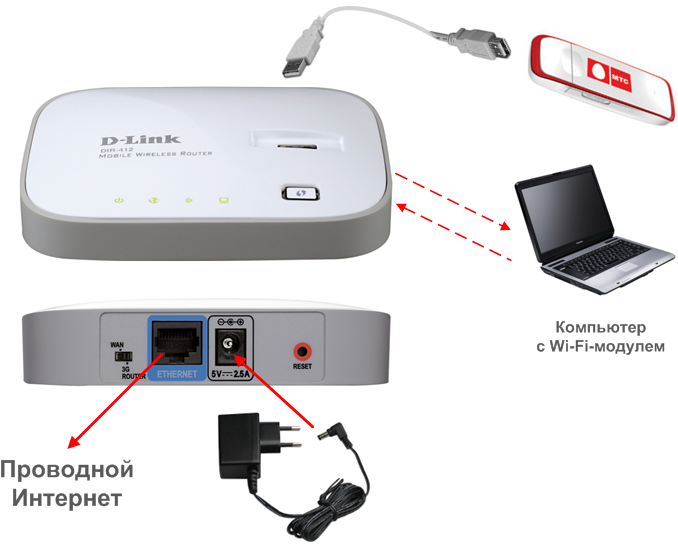 МТС
D-Link
DIR-412
MOBILE WIRELESS ROUTER
Компьютер
с Wi-Fi-модулем
WAN
3G
ROUTER
ETHERNET
5V 2.5A
RESET
Проводной
Интернет